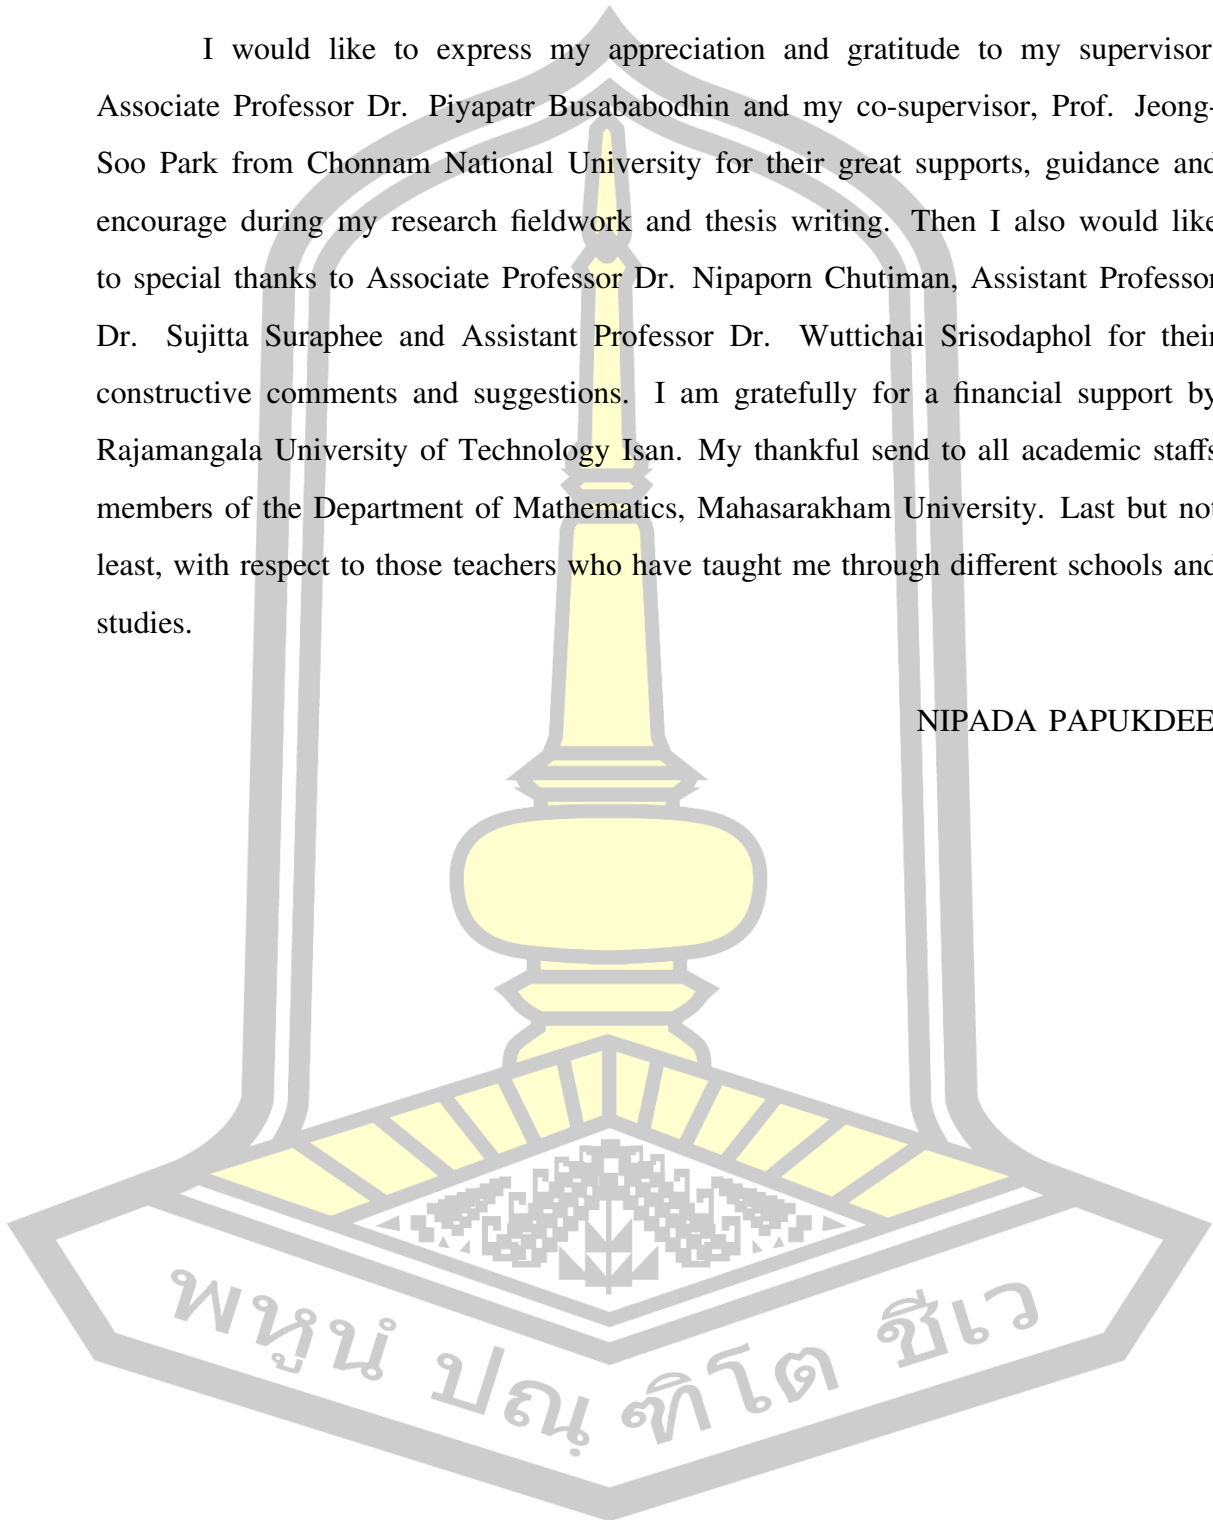 I would like to express my appreciation and gratitude to my supervisor
Associate Professor Dr. Piyapatr Busababodhin and my co-supervisor, Prof. Jeong-
Soo Park from Chonnam National University for their great supports, guidance and
encourage during my research fieldwork and thesis writing. Then I also would like
to special thanks to Associate Professor Dr. Nipaporn Chutiman, Assistant Professor
Dr. Sujitta Suraphee and Assistant Professor Dr. Wuttichai Srisodaphol for their
constructive comments and suggestions. I am gratefully for a financial support by
Rajamangala University of Technology Isan. My thankful send to all academic staffs
members of the Department of Mathematics, Mahasarakham University. Last but not
least, with respect to those teachers who have taught me through different schools and
studies.
NIPADA PAPUKDEE
พหูนํ ปณฺฑิโต ชีเว